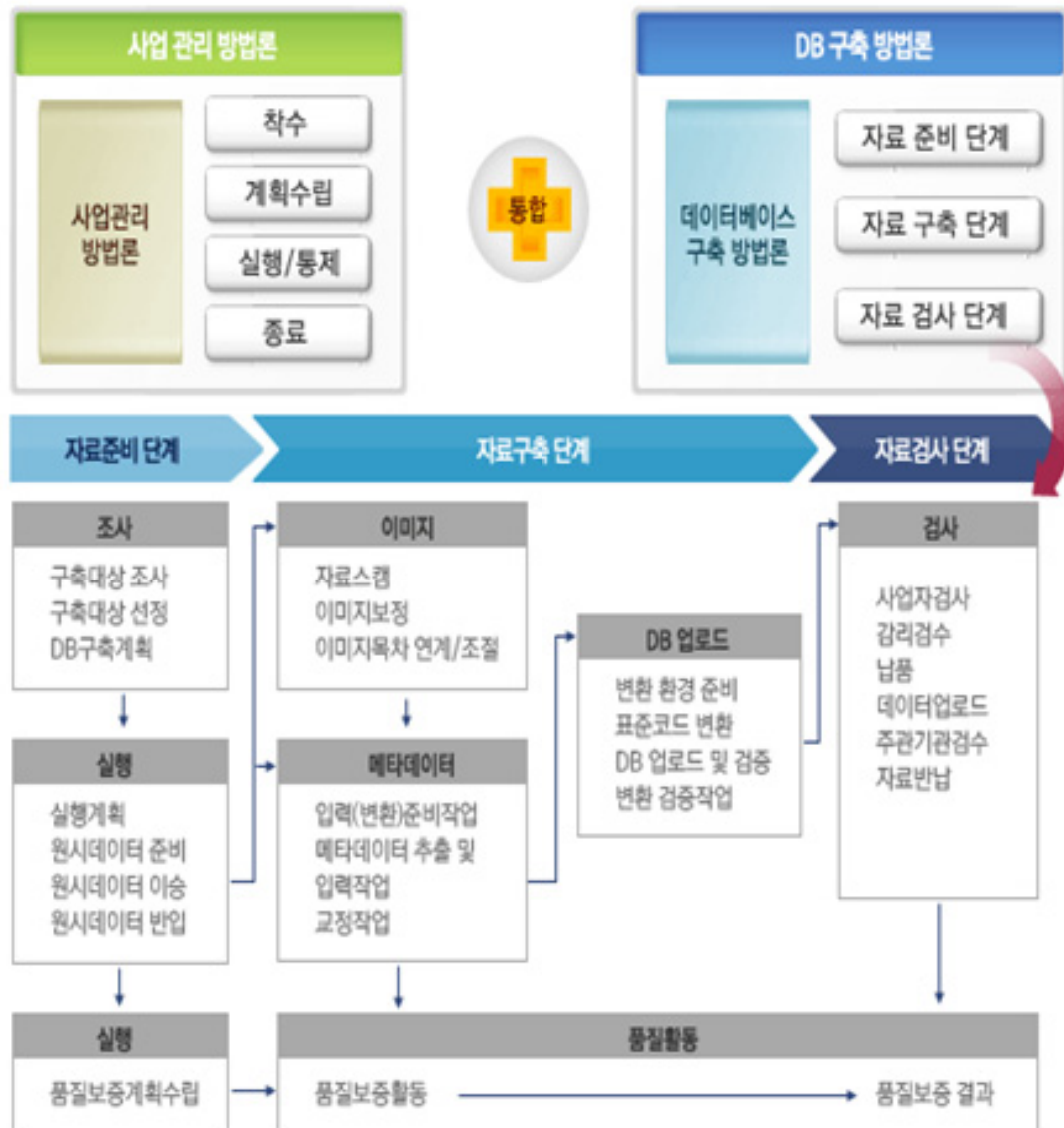 사업 관리 방법론
사업관리
방법론
착수
계획수립
실행/통제
종료
통합
DB 구축 방법론
데이터베이스
구축 방법론
자료 준비 단계
자료 구축 단계
자료 검사 단계
자료준비 단계
자료구축 단계
자료검사 단계
조사
구축대상 조사
구축대상 선정
DB구축계획
실행
실행계획
원시데이터 준비
원시데이터 이승
원시데이터 반입
실행
품질보증계획수립
이미지
자료스캠
이미지보정
이미지목차 연계/조절
메타데이터
입력(변환)준비작업
메타데이터 추출 및
입력작업
교정작업
DB 업로드
변환 환경 준비
표준코드 변환
DB 업로드 및 검증
변환 검증작업
검사
사업자검사
감리검수
납품
데이터업로드
주관기관검수
자료반납
품질활동
품질보증활동
품질보증 결과